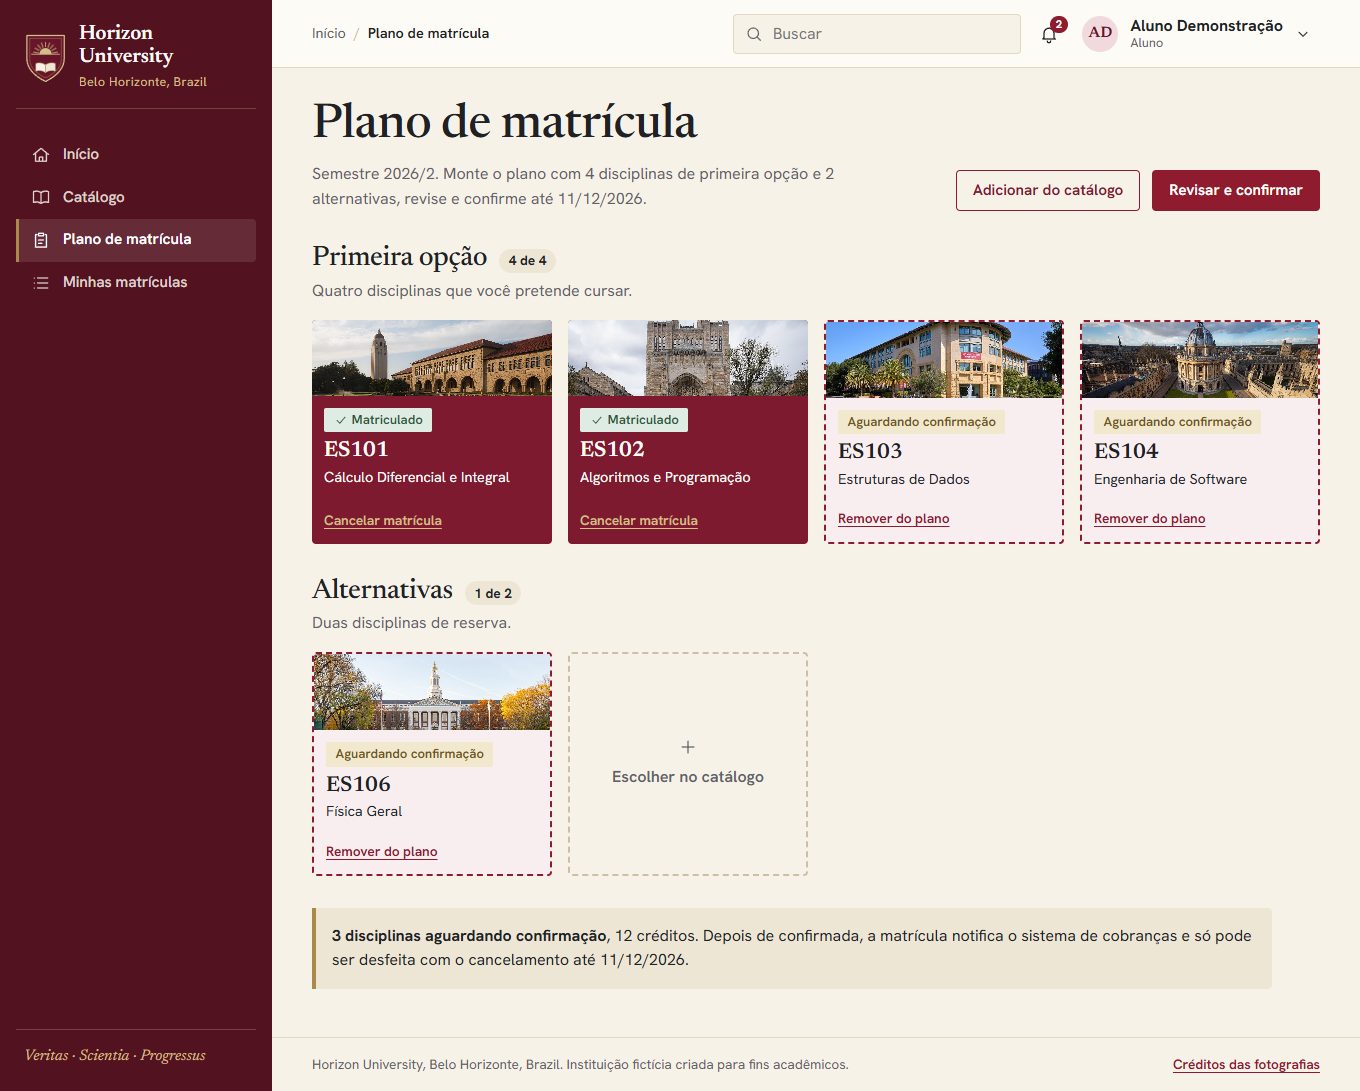 Horizon
University
Belo Horizonte, Brazil
Início
Catálogo
Plano de matrícula
Minhas matrículas
Veritas · Scientia · Progressus
Início / Plano de matrícula
Buscar
2
AD
Aluno Demonstração
Aluno
Plano de matrícula
Semestre 2026/2. Monte o plano com 4 disciplinas de primeira opção e 2
alternativas, revise e confirme até 11/12/2026.
Adicionar do catálogo
Revisar e confirmar
Primeira opção 4 de 4
Quatro disciplinas que você pretende cursar.
Matriculado
ES101
Cálculo Diferencial e Integral
Cancelar matrícula
Matriculado
ES102
Algoritmos e Programação
Cancelar matrícula
Aguardando confirmação
ES103
Estruturas de Dados
Remover do plano
Aguardando confirmação
ES104
Engenharia de Software
Remover do plano
Alternativas 1 de 2
Duas disciplinas de reserva.
Aguardando confirmação
ES106
Física Geral
Remover do plano
Escolher no catálogo
3 disciplinas aguardando confirmação, 12 créditos. Depois de confirmada, a matrícula notifica o sistema de cobranças e só pode
ser desfeita com o cancelamento até 11/12/2026.
Horizon University, Belo Horizonte, Brazil. Instituição fictícia criada para fins acadêmicos.
Créditos das fotografias